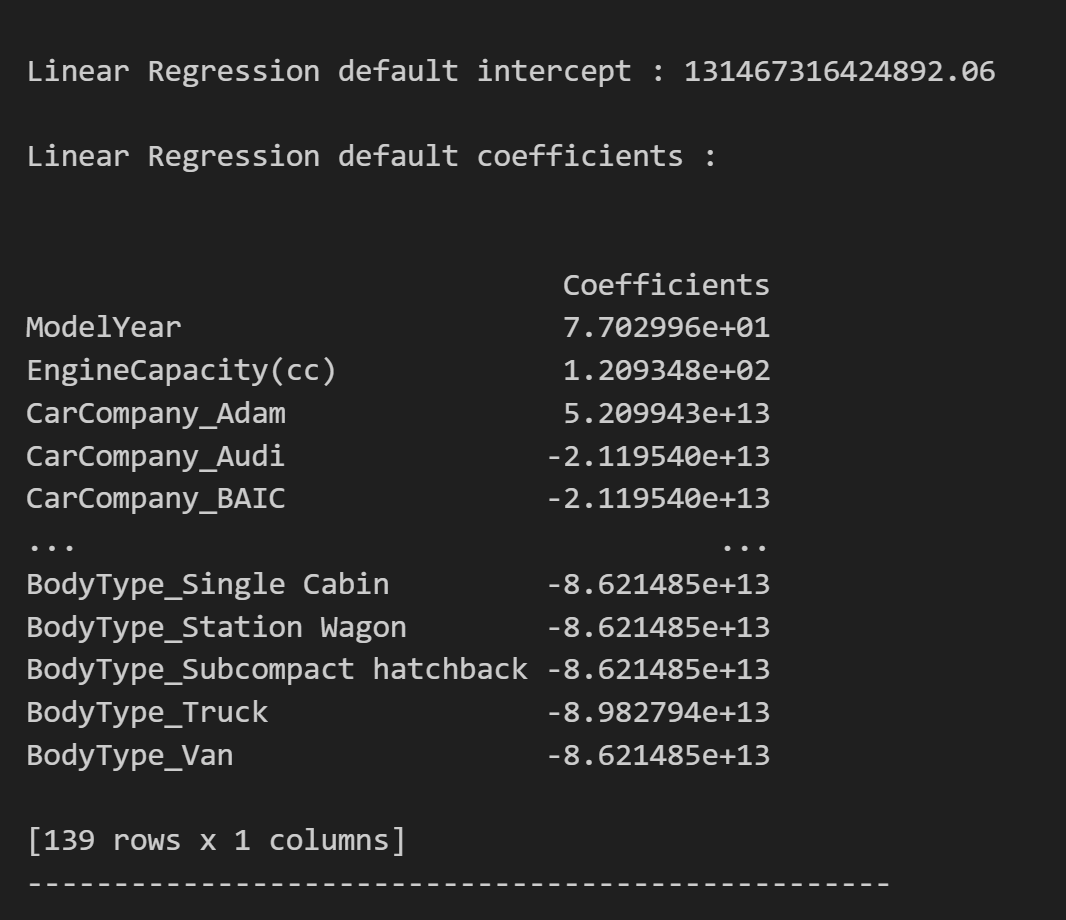 Linear Regression default intercept : 131467316424892.06
Linear Regression default coefficients :
Coefficients
ModelYear 7.702996e+01
EngineCapacity(cc) 1.209348e+02
CarCompany_Adam 5.209943e+13
CarCompany_Audi -2.119540e+13
CarCompany_BAIC -2.119540e+13
... ...
BodyType_Single Cabin -8.621485e+13
BodyType_Station Wagon -8.621485e+13
BodyType_Subcompact hatchback -8.621485e+13
BodyType_Truck -8.982794e+13
BodyType_Van -8.621485e+13
[139 rows x 1 columns]
--------------------------------------------------